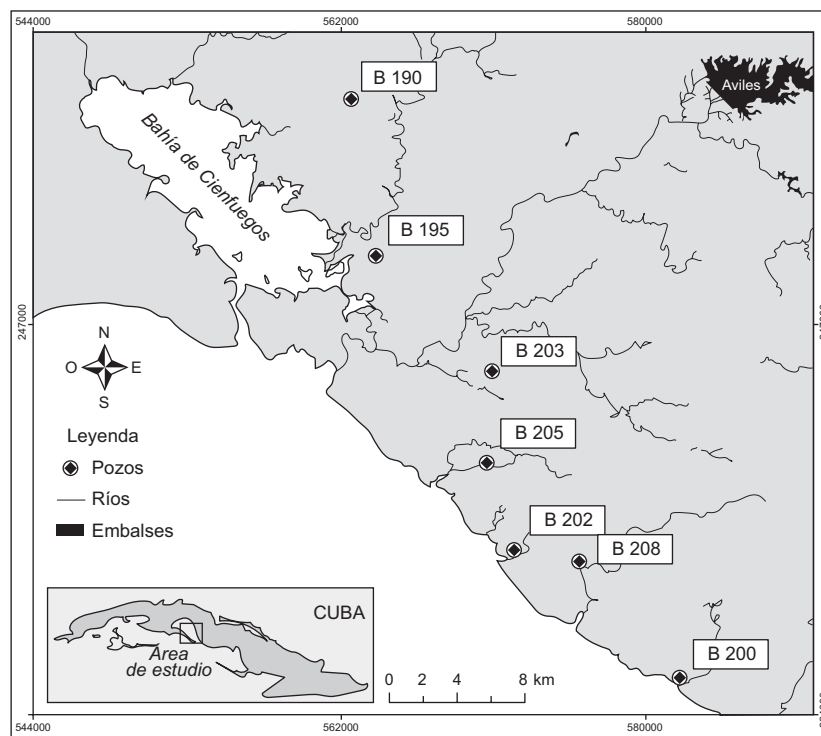 544000
562000
580000
B 190
Aviles
Bahía de Cienfuegos
B 195
247000
B 203
N
O
E
S
B 205
Leyenda
Pozos
Ríos
Embalses
B 202
B 208
CUBA
Área
de estudio
B 200
0 2 4 8 km
544000
562000
580000